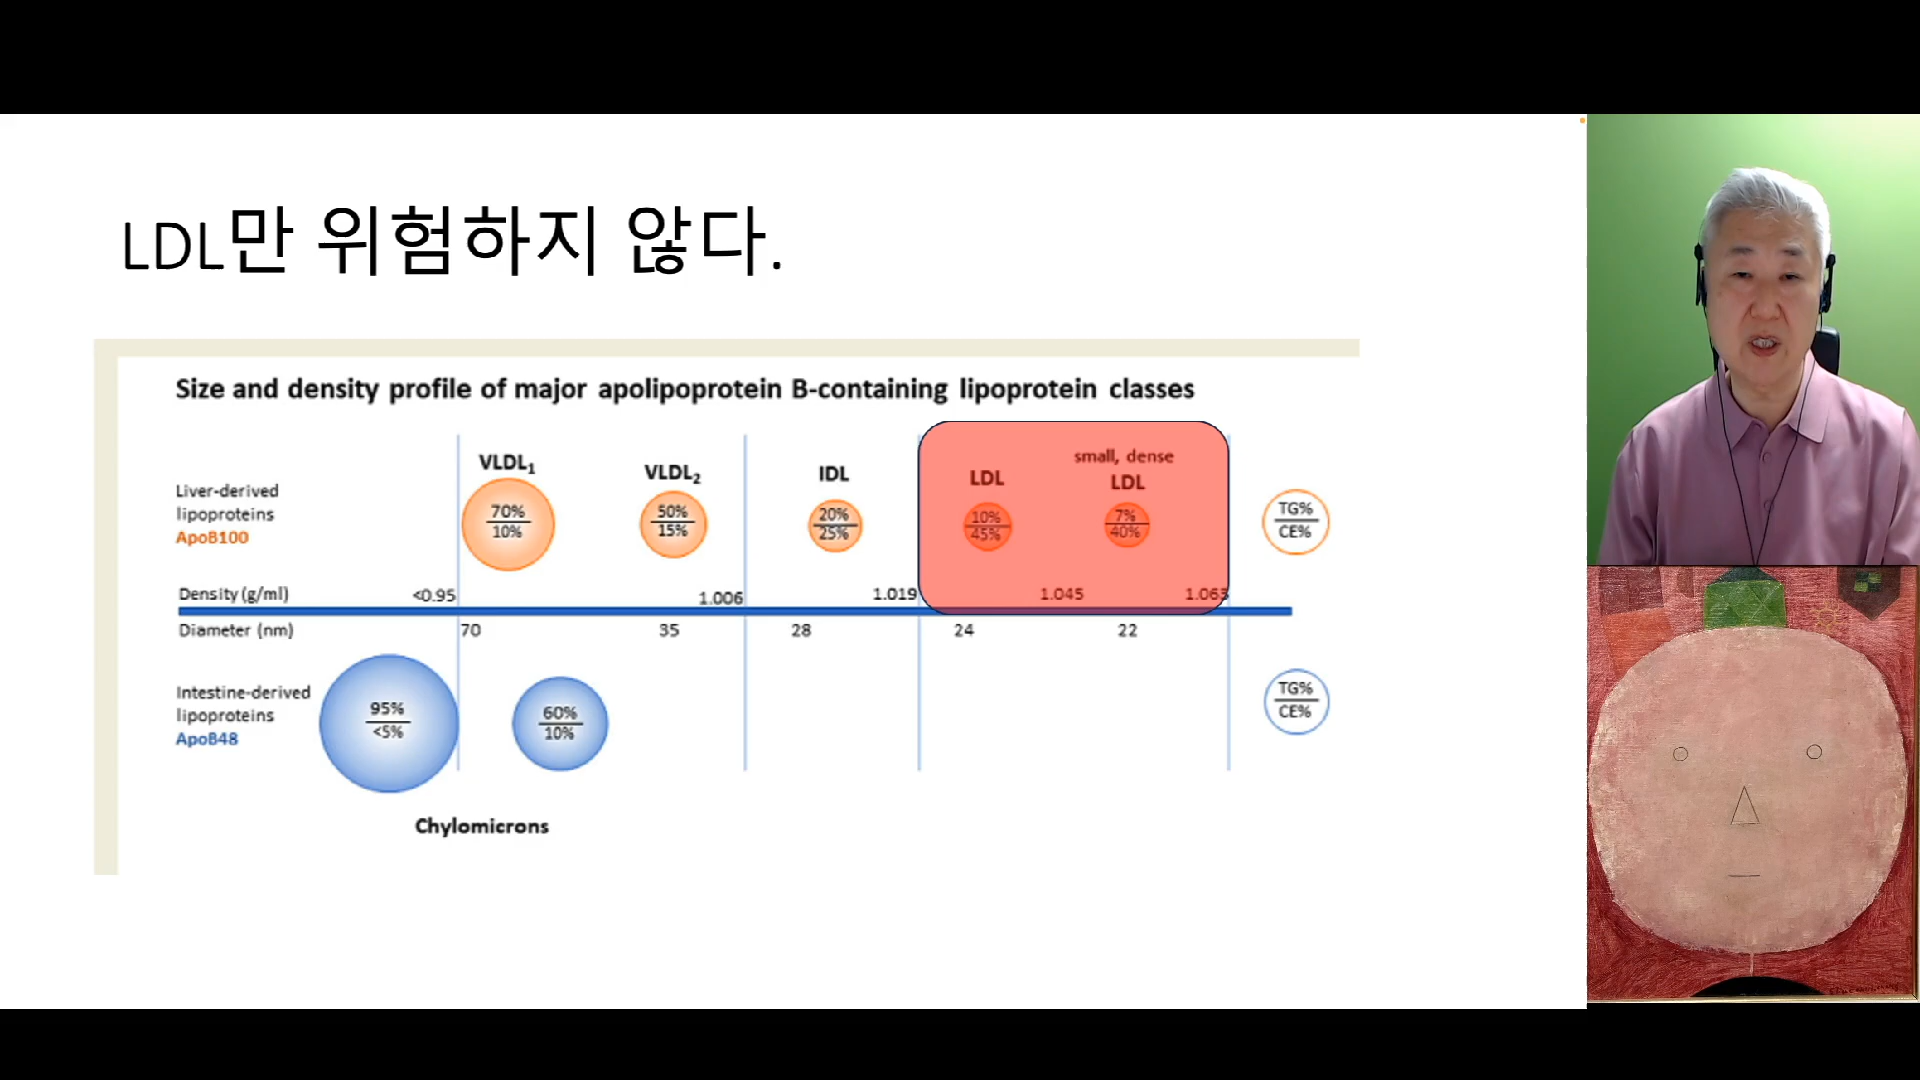 LDL만 위험하지 않다.
Size and density profile of major apolipoprotein B-containing lipoprotein classes
Liver-derived
lipoproteins
ApoB100
VLDL1
70%
10%
VLDL2
50%
15%
IDL
20%
25%
LDL
10%
45%
small, dense
LDL
7%
40%
TG%
CE%
Density (g/ml)
<0.95
1.006
1.019
1.045
1.063
Diameter (nm)
70
35
28
24
22
Intestine-derived
lipoproteins
ApoB48
95%
<5%
60%
10%
TG%
CE%
Chylomicrons